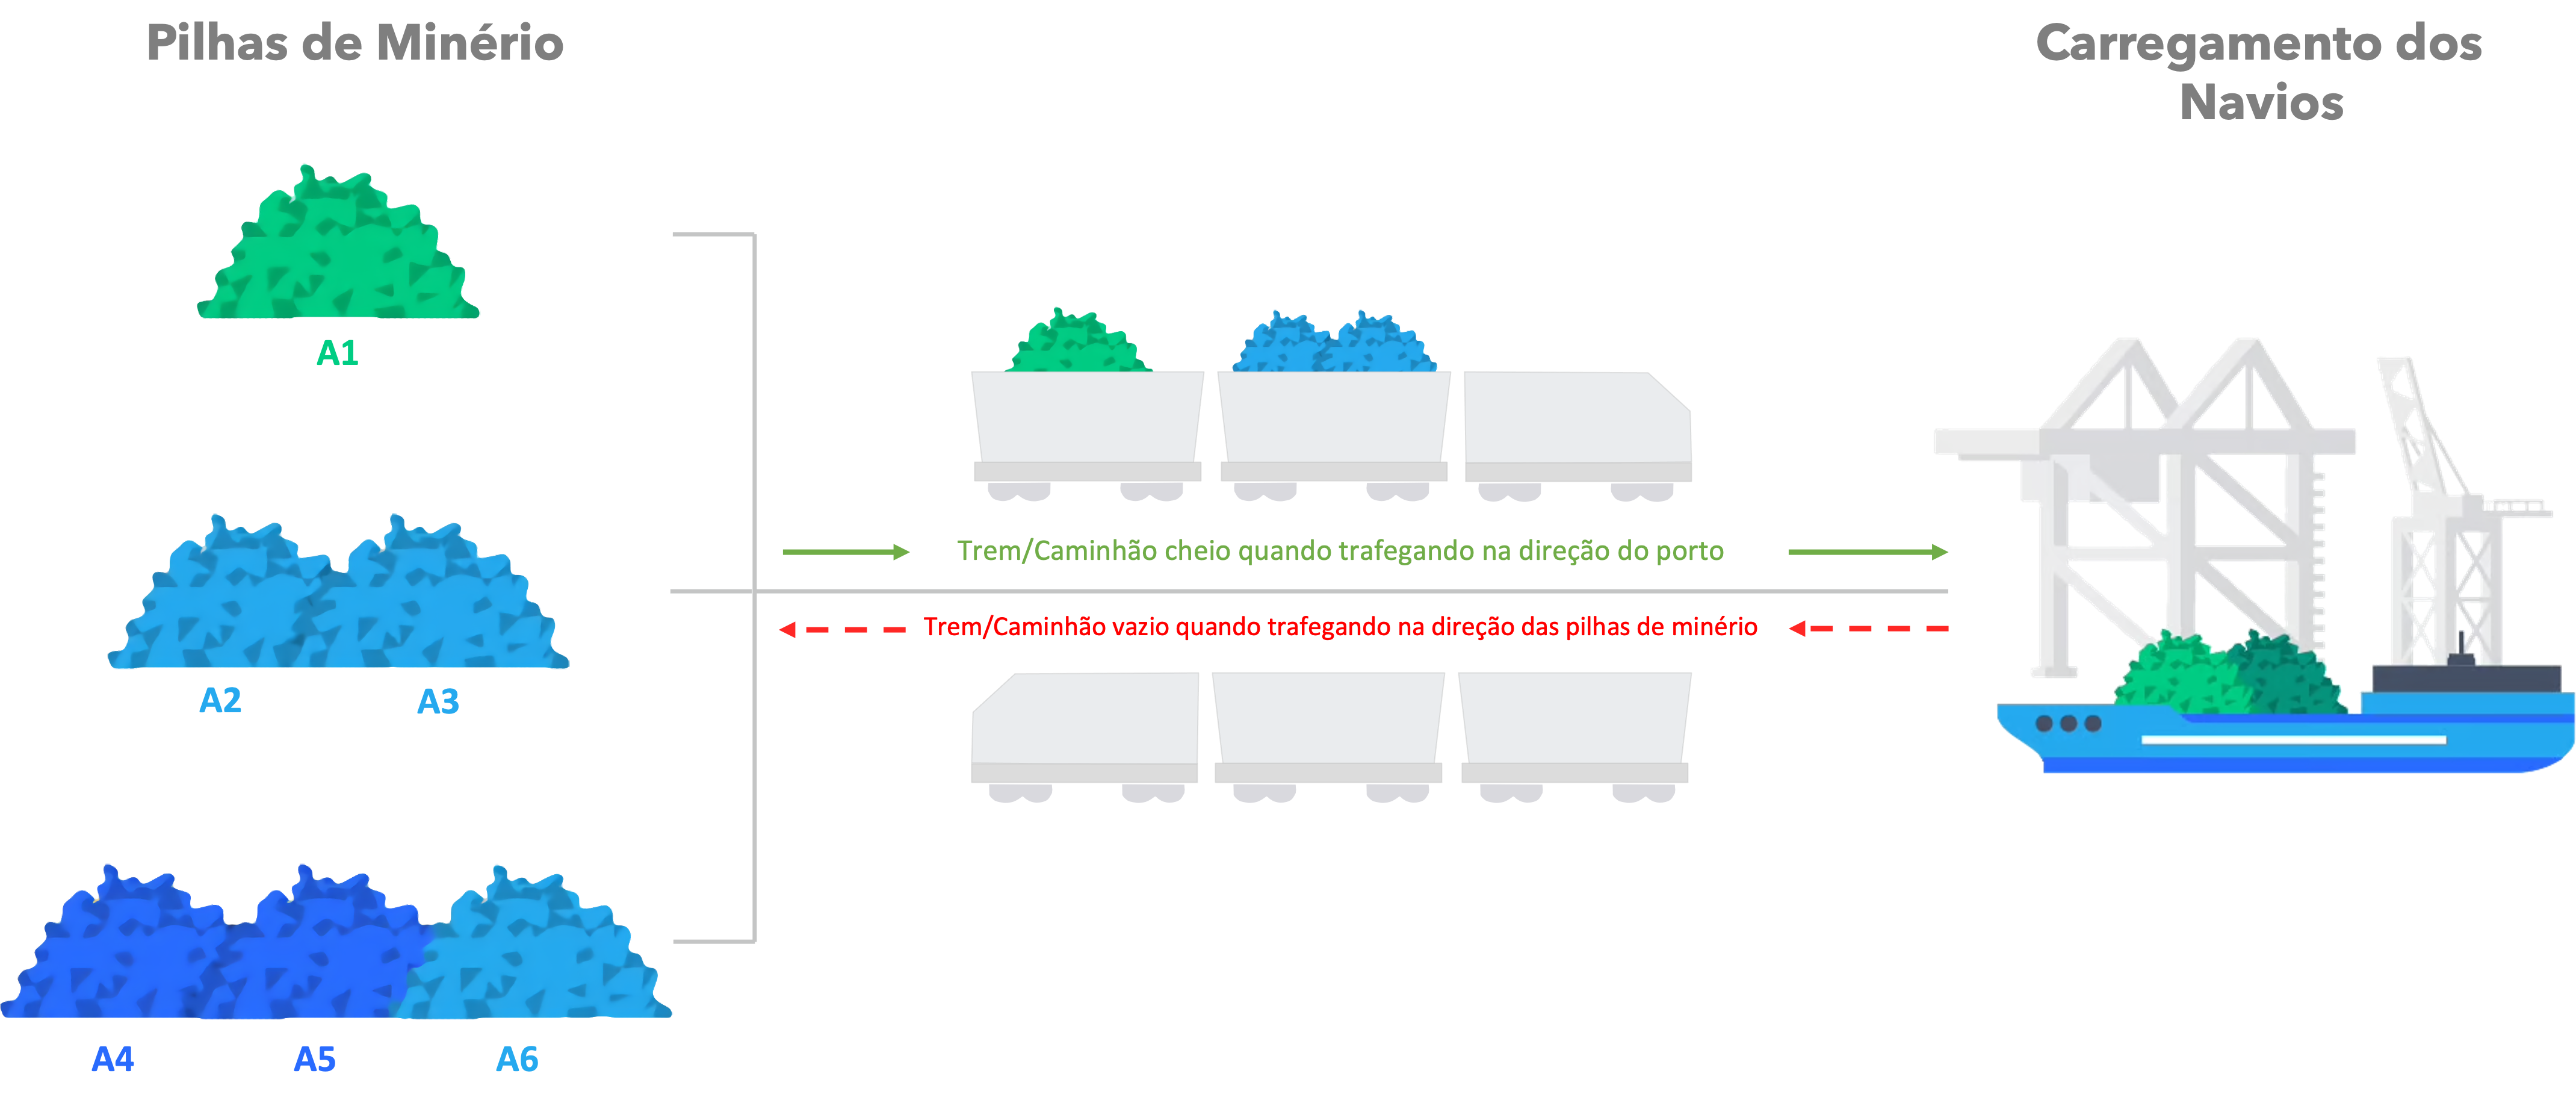 Pilhas de Minério
Carregamento dos
Navios
A1
Trem/Caminhão cheio quando trafegando na direção do porto
Trem/Caminhão vazio quando trafegando na direção das pilhas de minério
A2
A3
A4
A5
A6